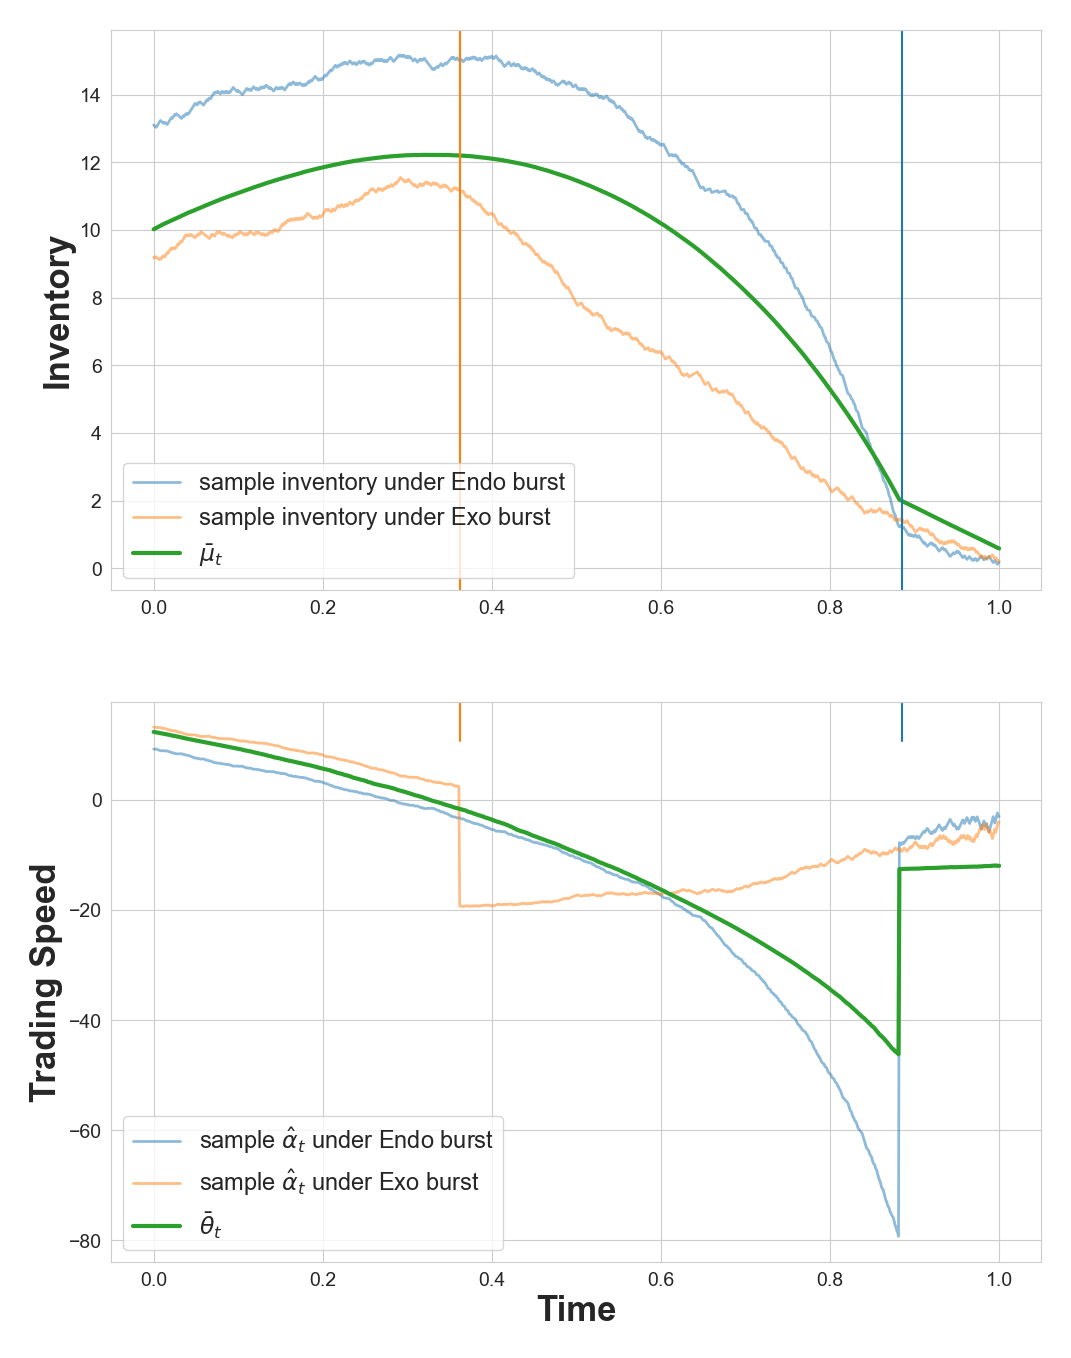 Inventory
14
12
10
8
6
4
2
0
sample inventory under Endo burst
sample inventory under Exo burst
μ̄ₜ
0.0 0.2 0.4 0.6 0.8 1.0
Trading Speed
0
−20
−40
−60
−80
sample α̂ₜ under Endo burst
sample α̂ₜ under Exo burst
θ̄ₜ
0.0 0.2 0.4 0.6 0.8 1.0
Time